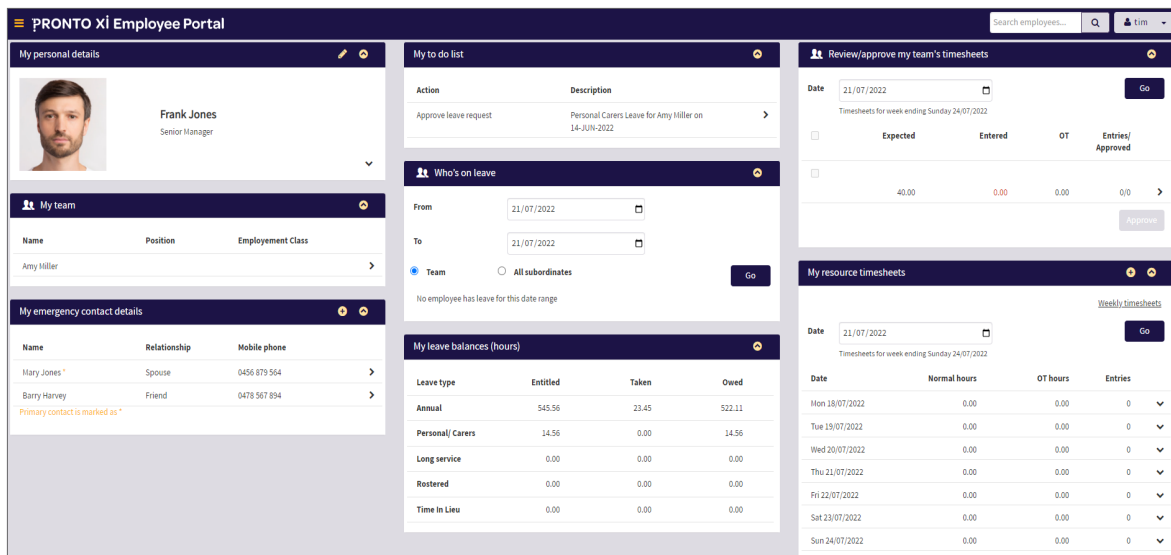 PRONTO Xi Employee Portal
Search employees...
tim
My personal details
Frank Jones
Senior Manager
My team
Name Position Employement Class
Amy Miller
My emergency contact details
Name Relationship Mobile phone
Mary Jones * Spouse 0456 879 564
Barry Harvey Friend 0478 567 894
Primary contact is marked as *
My to do list
Action Description
Approve leave request Personal Carers Leave for Amy Miller on
14-JUN-2022
Who's on leave
From 21/07/2022
To 21/07/2022
Team All subordinates Go
No employee has leave for this date range
My leave balances (hours)
Leave type Entitled Taken Owed
Annual 545.56 23.45 522.11
Personal/ Carers 14.56 0.00 14.56
Long service 0.00 0.00 0.00
Rostered 0.00 0.00 0.00
Time In Lieu 0.00 0.00 0.00
Review/approve my team's timesheets
Date 21/07/2022 Go
Timesheets for week ending Sunday 24/07/2022
Expected Entered OT Entries/
Approved
40.00 0.00 0.00 0/0
Approve
My resource timesheets
Weekly timesheets
Date 21/07/2022 Go
Timesheets for week ending Sunday 24/07/2022
Date Normal hours OT hours Entries
Mon 18/07/2022 0.00 0.00 0
Tue 19/07/2022 0.00 0.00 0
Wed 20/07/2022 0.00 0.00 0
Thu 21/07/2022 0.00 0.00 0
Fri 22/07/2022 0.00 0.00 0
Sat 23/07/2022 0.00 0.00 0
Sun 24/07/2022 0.00 0.00 0